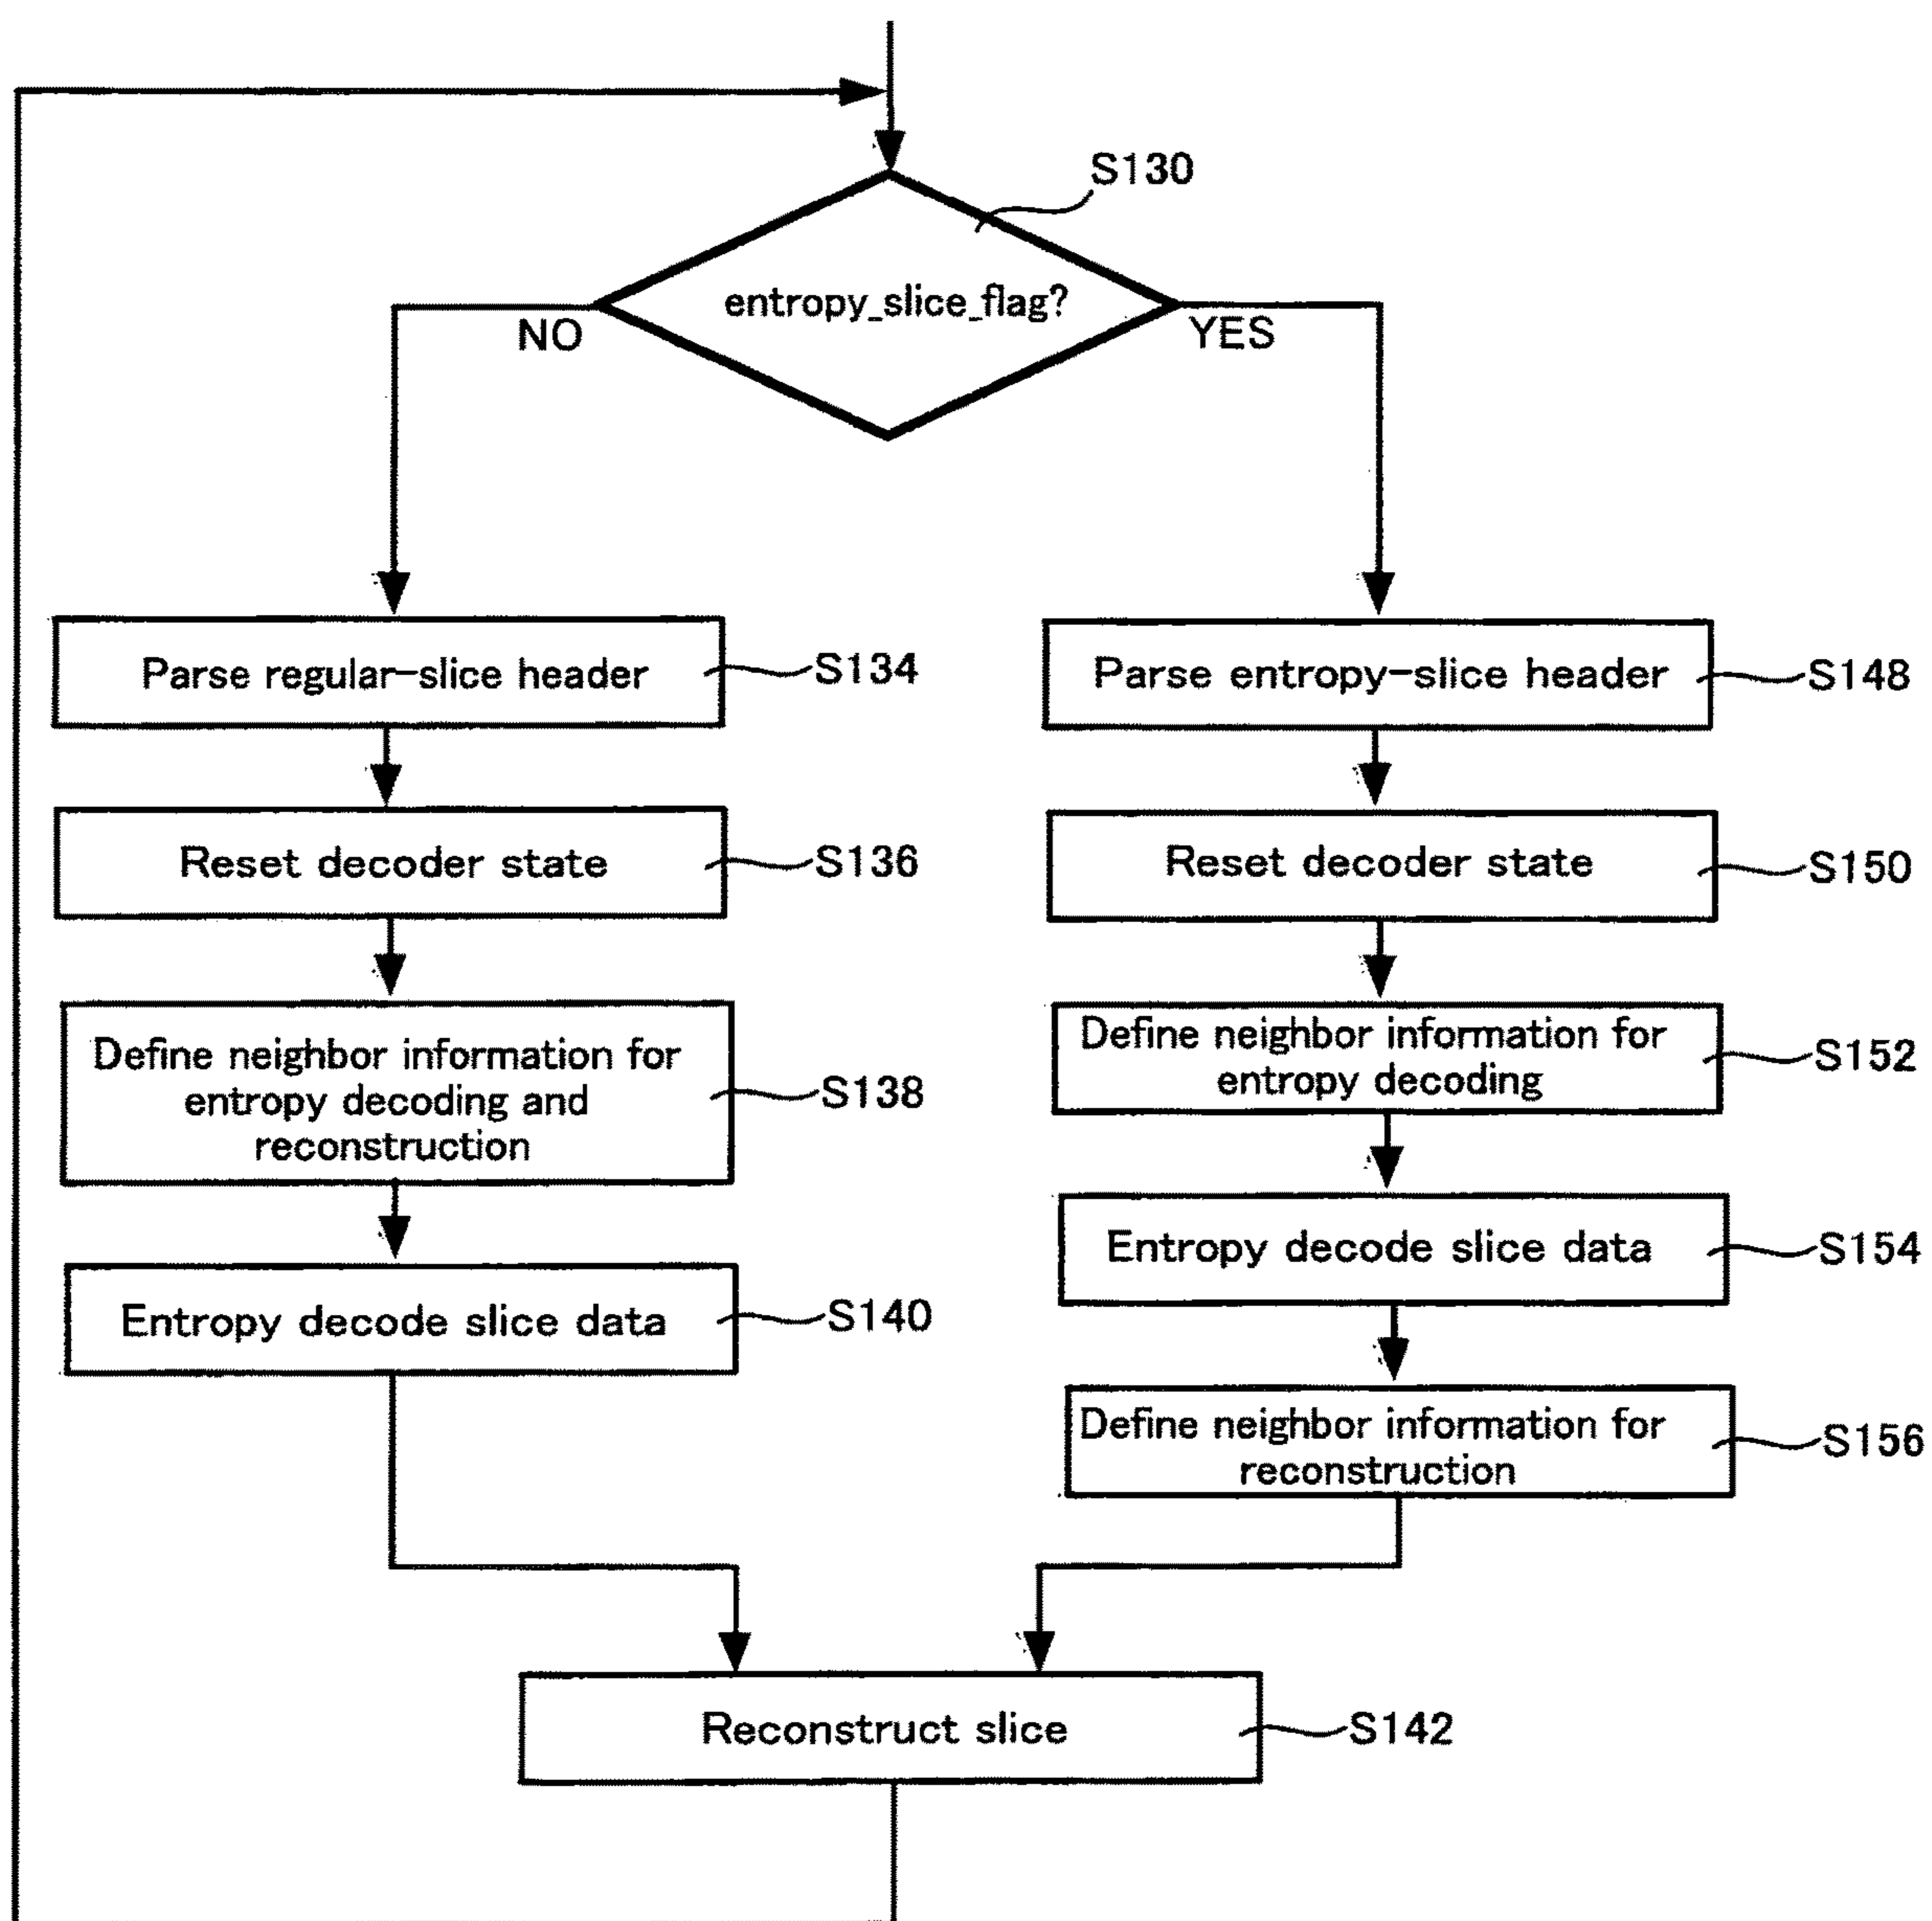 S130
entropy_slice_flag?
NO
YES
Parse regular-slice header
S134
Parse entropy-slice header
S148
Reset decoder state
S136
Reset decoder state
S150
Define neighbor information for
entropy decoding and
reconstruction
S138
Define neighbor information for
entropy decoding
S152
Entropy decode slice data
S140
Entropy decode slice data
S154
Define neighbor information for
reconstruction
S156
Reconstruct slice
S142